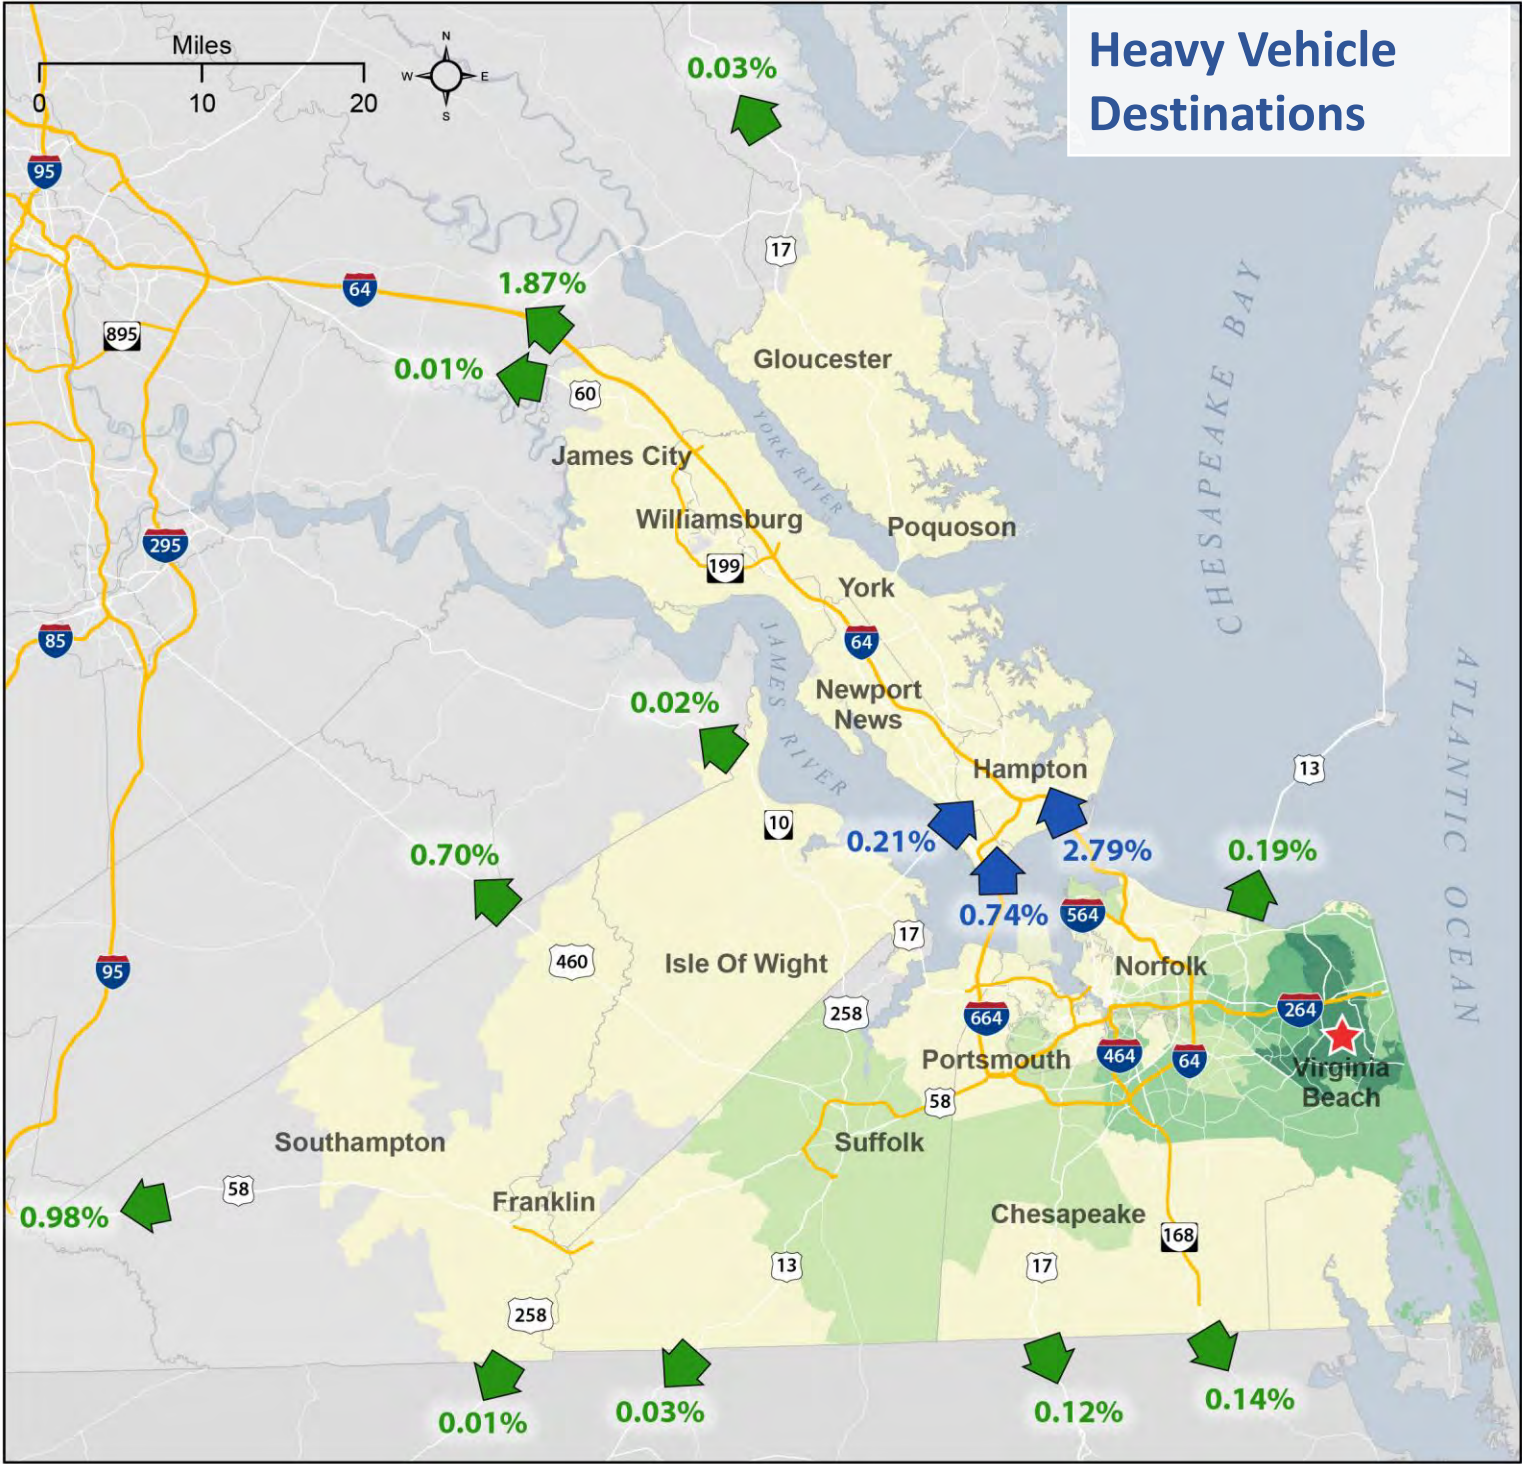 Heavy Vehicle
Destinations
Miles
0
10
20
N
W
E
S
0.03%
95
17
64
1.87%
895
0.01%
60
Gloucester
CHESAPEAKE BAY
YORK RIVER
James City
Williamsburg
Poquoson
295
199
York
85
64
JAMES RIVER
Newport
News
0.02%
ATLANTIC OCEAN
Hampton
13
10
0.21%
2.79%
0.19%
0.70%
0.74%
564
17
460
Isle Of Wight
Norfolk
95
258
664
264
464
64
Portsmouth
Virginia
Beach
58
Southampton
Suffolk
58
Franklin
0.98%
Chesapeake
168
13
17
258
0.01%
0.03%
0.12%
0.14%